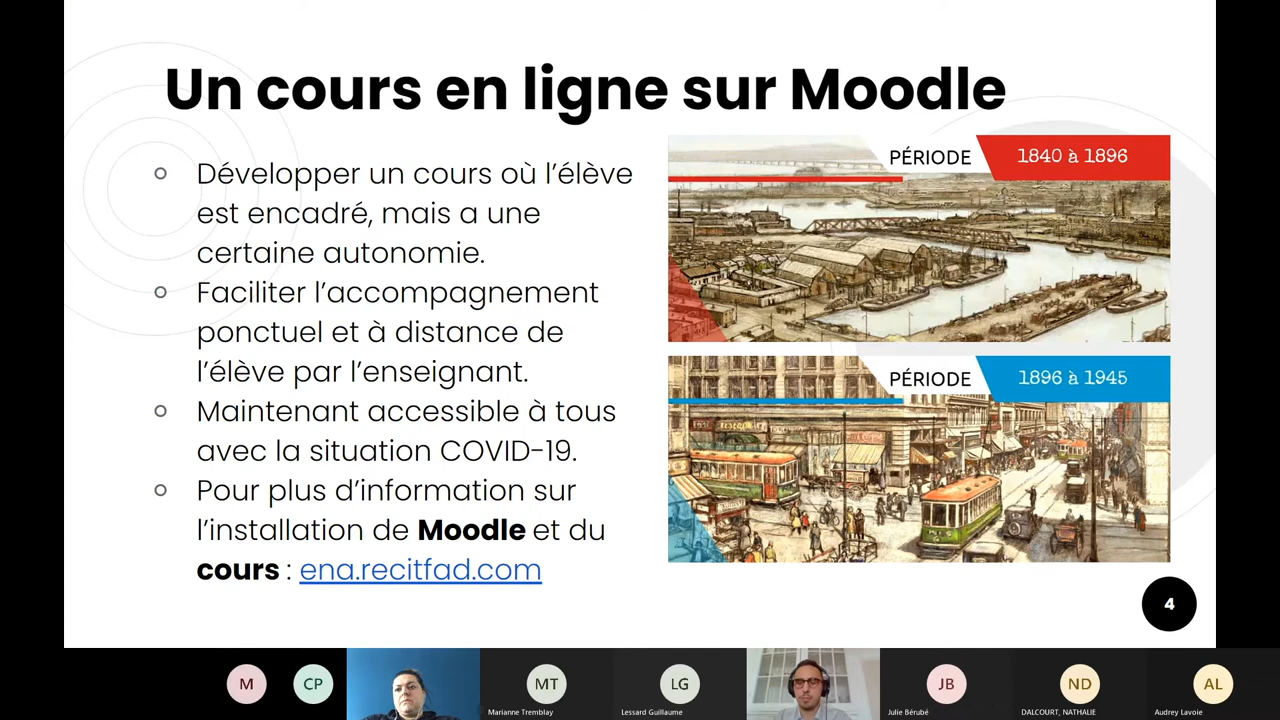 Un cours en ligne sur Moodle
Développer un cours où l'élève
est encadré, mais a une
certaine autonomie.
Faciliter l'accompagnement
ponctuel et à distance de
l'élève par l'enseignant.
Maintenant accessible à tous
avec la situation COVID-19.
Pour plus d'information sur
l'installation de Moodle et du
cours : ena.recitfad.com
PÉRIODE 1840 à 1896
PÉRIODE 1896 à 1945
4
M
CP
MT
Marianne Tremblay
LG
Lessard Guillaume
JB
Julie Bérubé
ND
DALCOURT, NATHALIE
AL
Audrey Lavoie